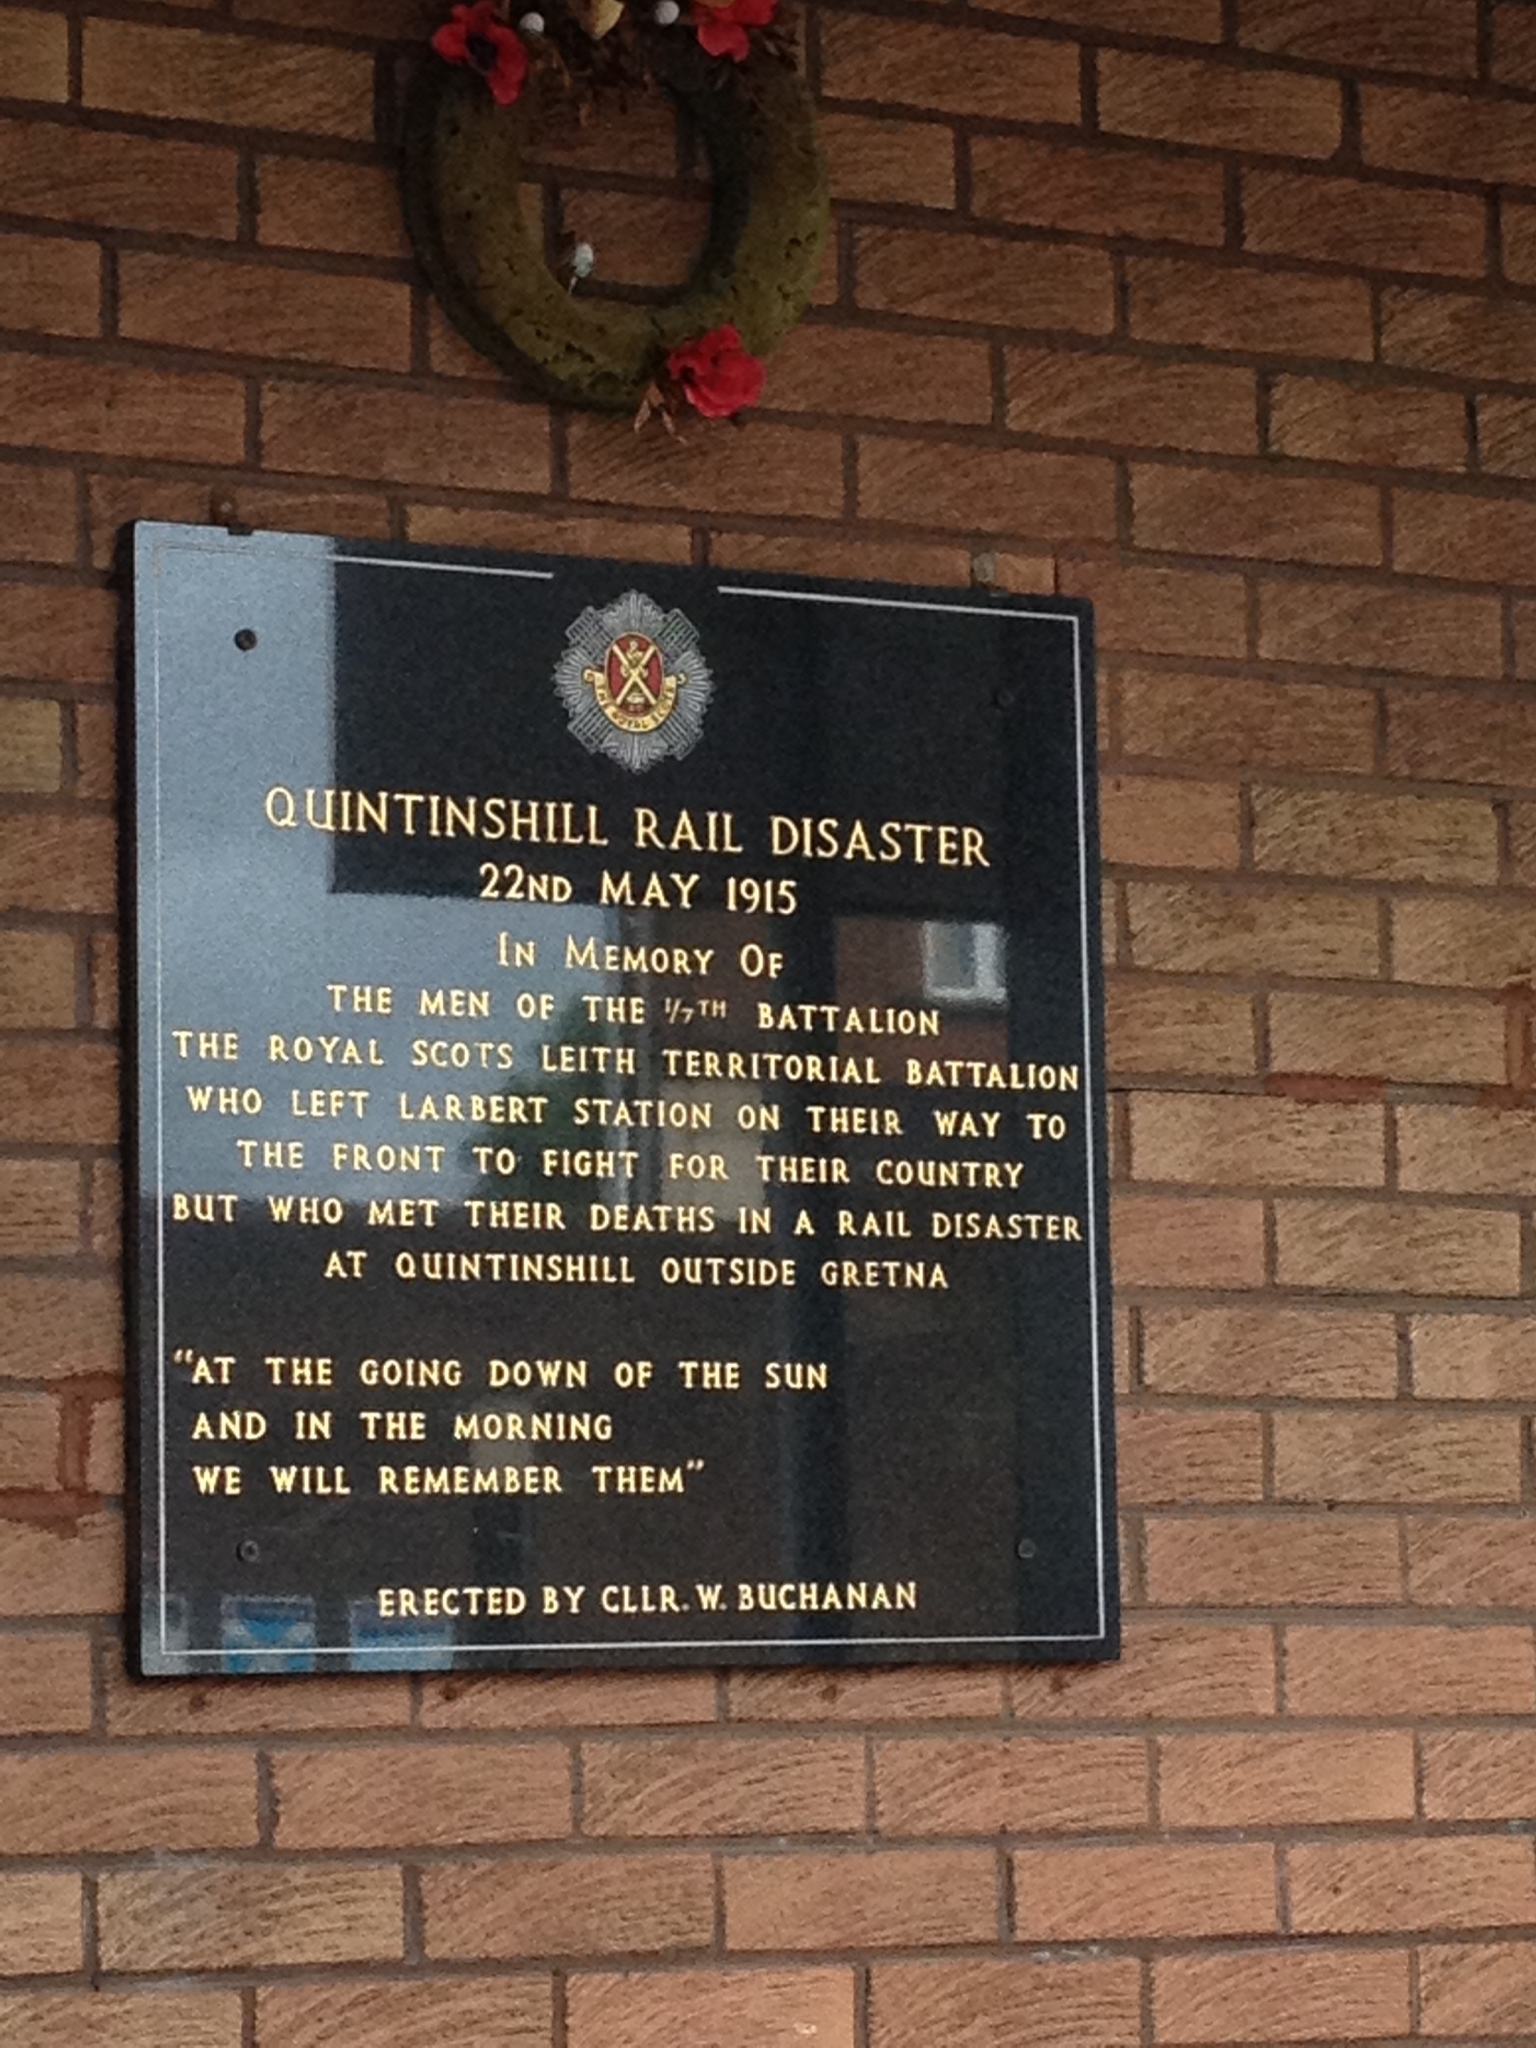 THE ROYAL SCOTS
QUINTINSHILL RAIL DISASTER
22ND MAY 1915
IN MEMORY OF
THE MEN OF THE 1/7TH BATTALION
THE ROYAL SCOTS LEITH TERRITORIAL BATTALION
WHO LEFT LARBERT STATION ON THEIR WAY TO
THE FRONT TO FIGHT FOR THEIR COUNTRY
BUT WHO MET THEIR DEATHS IN A RAIL DISASTER
AT QUINTINSHILL OUTSIDE GRETNA
"AT THE GOING DOWN OF THE SUN
AND IN THE MORNING
WE WILL REMEMBER THEM"
ERECTED BY CLLR. W. BUCHANAN